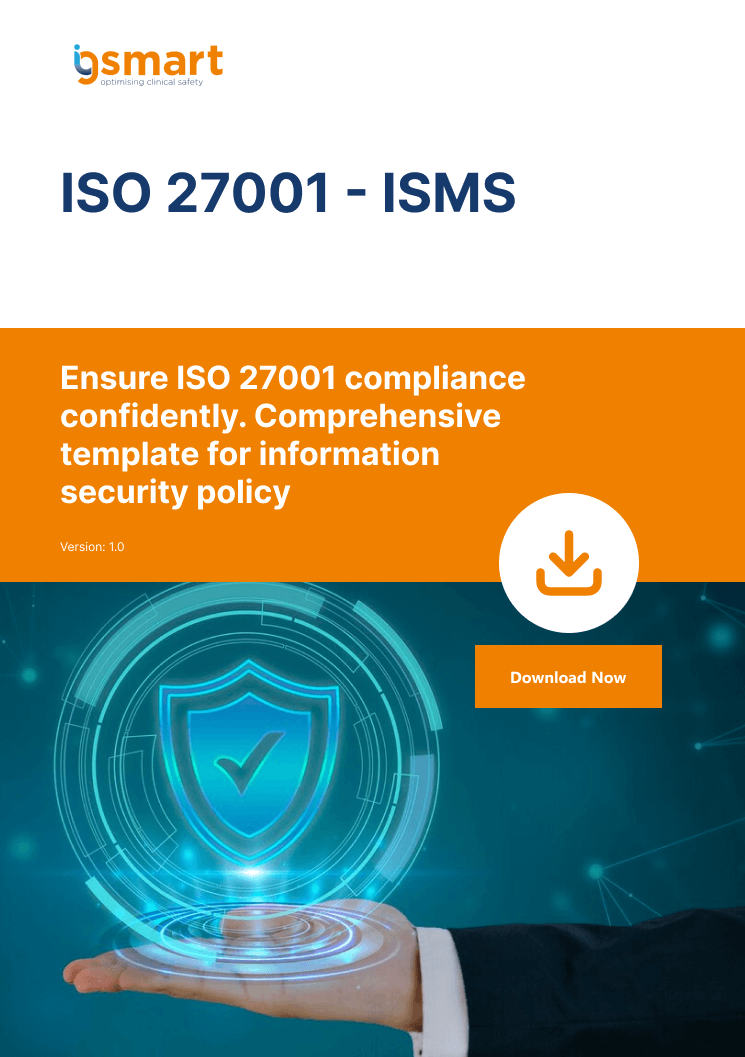 igsmart
optimising clinical safety
ISO 27001 - ISMS
Ensure ISO 27001 compliance
confidently. Comprehensive
template for information
security policy
Version: 1.0
Download Now